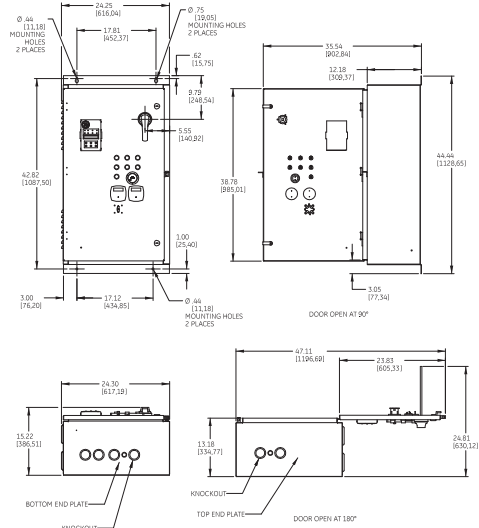 24.25
[616,04]
Ø .44
[11,18]
MOUNTING
HOLES
2 PLACES
17.81
[452,37]
Ø .75
[19,05]
MOUNTING HOLES
2 PLACES
.62
[15,75]
9.79
[248,54]
5.55
[140,92]
42.82
[1087,50]
1.00
[25,40]
3.00
[76,20]
17.12
[434,85]
Ø .44
[11,18]
MOUNTING HOLES
2 PLACES
35.54
[902,84]
12.18
[309,37]
38.78
[985,01]
44.44
[1128,65]
3.05
[77,34]
DOOR OPEN AT 90°
24.30
[617,19]
15.22
[386,51]
BOTTOM END PLATE
KNOCKOUT
47.11
[1196,69]
23.83
[605,33]
13.18
[334,77]
24.81
[630,12]
KNOCKOUT
TOP END PLATE
DOOR OPEN AT 180°